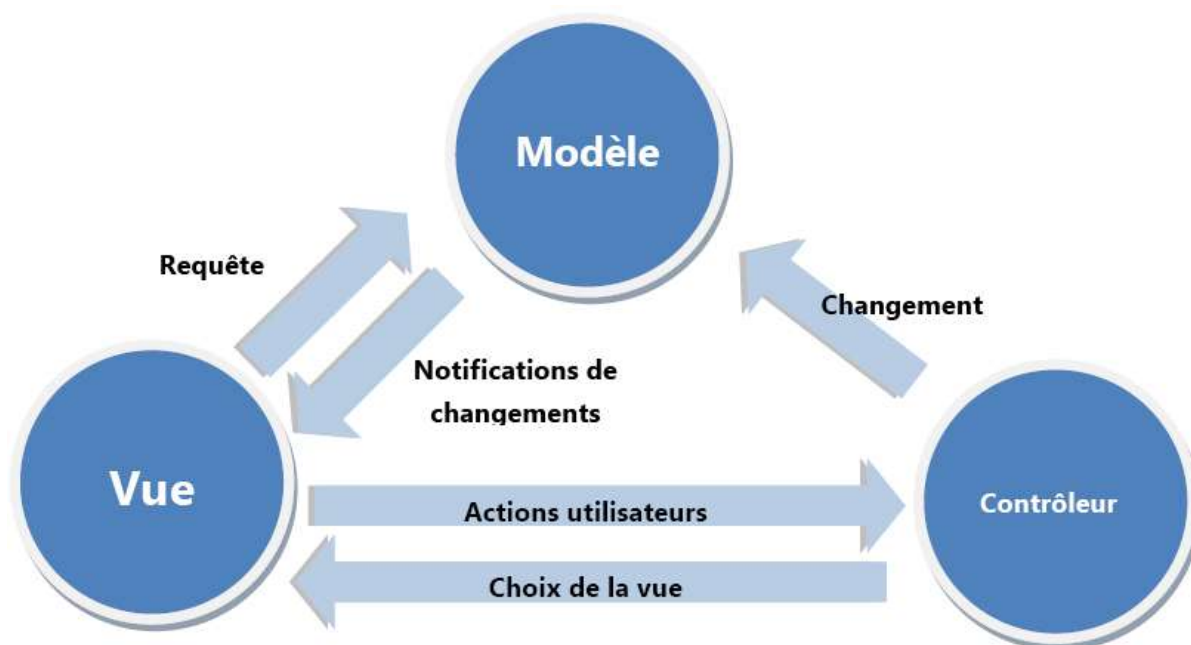 Modèle
Requête
Changement
Notifications de
changements
Vue
Actions utilisateurs
Contrôleur
Choix de la vue